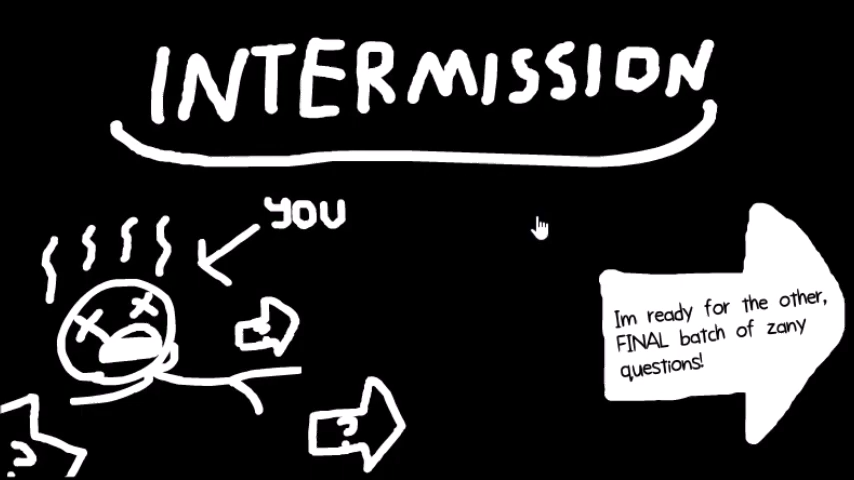 INTERMISSION
YOU
?
Im ready for the other,
FINAL batch of zany
questions!
?
?